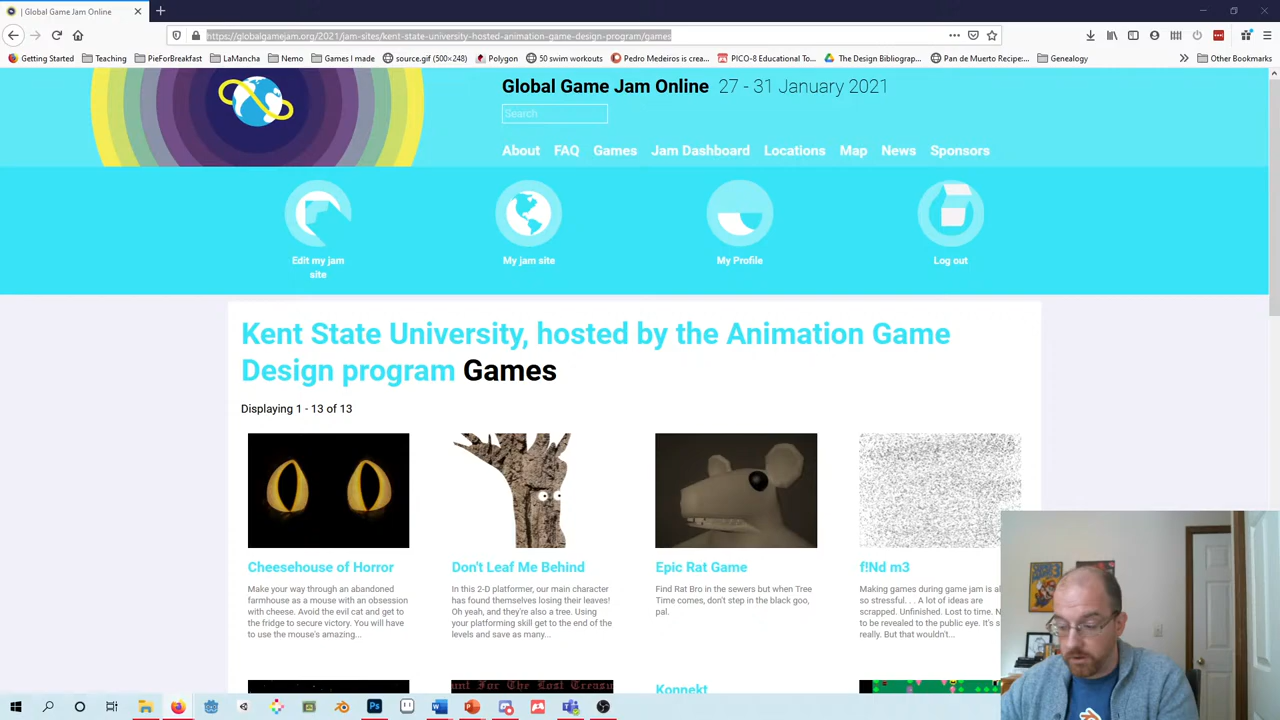 | Global Game Jam Online
https://globalgamejam.org/2021/jam-sites/kent-state-university-hosted-animation-game-design-program/games
Getting Started Teaching PieForBreakfast LaMancha Nemo Games I made source.gif (500×248) Polygon 50 swim workouts Pedro Medeiros is crea... PICO-8 Educational To... The Design Bibliograp... Pan de Muerto Recipe:... Genealogy Other Bookmarks
Global Game Jam Online 27 - 31 January 2021
Search
About FAQ Games Jam Dashboard Locations Map News Sponsors
Edit my jam
site
My jam site
My Profile
Log out
Kent State University, hosted by the Animation Game
Design program Games
Displaying 1 - 13 of 13
Cheesehouse of Horror
Make your way through an abandoned
farmhouse as a mouse with an obsession
with cheese. Avoid the evil cat and get to
the fridge to secure victory. You will have
to use the mouse's amazing...
Don't Leaf Me Behind
In this 2-D platformer, our main character
has found themselves losing their leaves!
Oh yeah, and they're also a tree. Using
your platforming skill get to the end of the
levels and save as many...
Epic Rat Game
Find Rat Bro in the sewers but when Tree
Time comes, don't step in the black goo,
pal.
f!Nd m3
Making games during game jam is al
so stressful. . . A lot of ideas are
scrapped. Unfinished. Lost to time. N
to be revealed to the public eye. It's s
really. But that wouldn't...
unt For The Lost Treasu
Konnekt